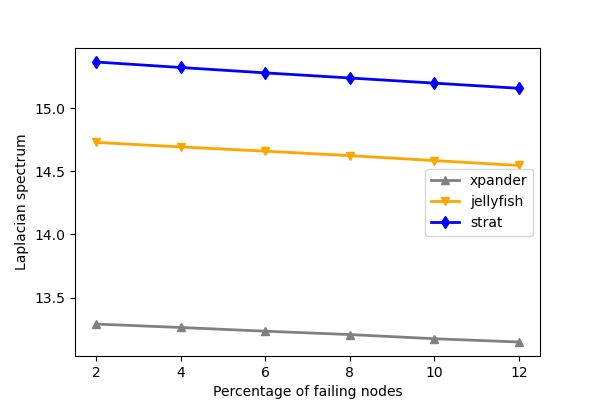 15.0
14.5
14.0
13.5
Laplacian spectrum
xpander
jellyfish
strat
2 4 6 8 10 12
Percentage of failing nodes